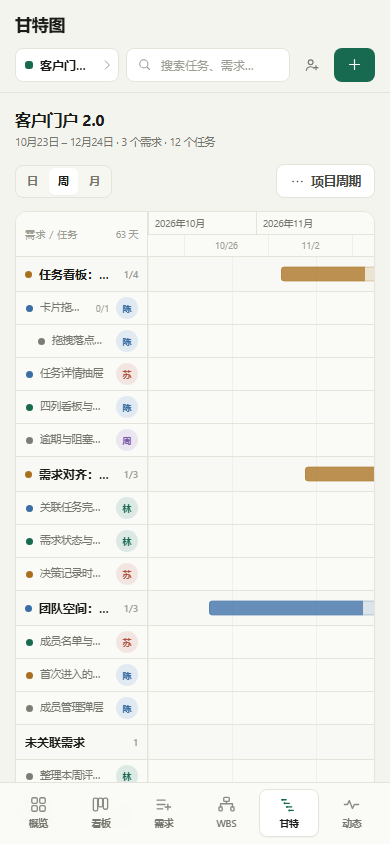 甘特图
客户门...
搜索任务、需求...
客户门户 2.0
10月23日 – 12月24日 · 3 个需求 · 12 个任务
日 周 月
··· 项目周期
需求 / 任务 63 天
2026年10月 2026年11月
10/26 11/2
任务看板：... 1/4
卡片拖... 0/1 陈
拖拽落点... 陈
任务详情抽屉 苏
四列看板与... 陈
逾期与阻塞... 周
需求对齐：... 1/3
关联任务完... 林
需求状态与... 林
决策记录时... 苏
团队空间：... 1/3
成员名单与... 苏
首次进入的... 陈
成员管理弹层 陈
未关联需求 1
整理本周评... 林
概览 看板 需求 WBS 甘特 动态